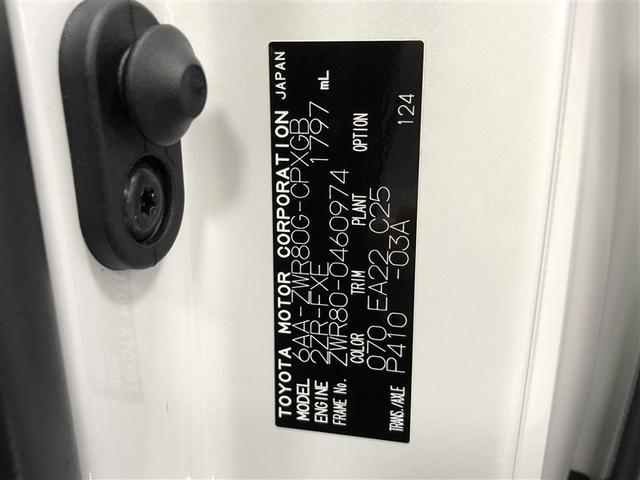 TOYOTA MOTOR CORPORATION JAPAN
MODEL 6AA-ZWR80G-CPXGB
ENGINE 2ZR-FXE 1797 mL
FRAME No. ZWR80-0460974
COLOR TRIM PLANT OPTION
070 EA22 C25 124
TRANS./AXLE P410 -03A